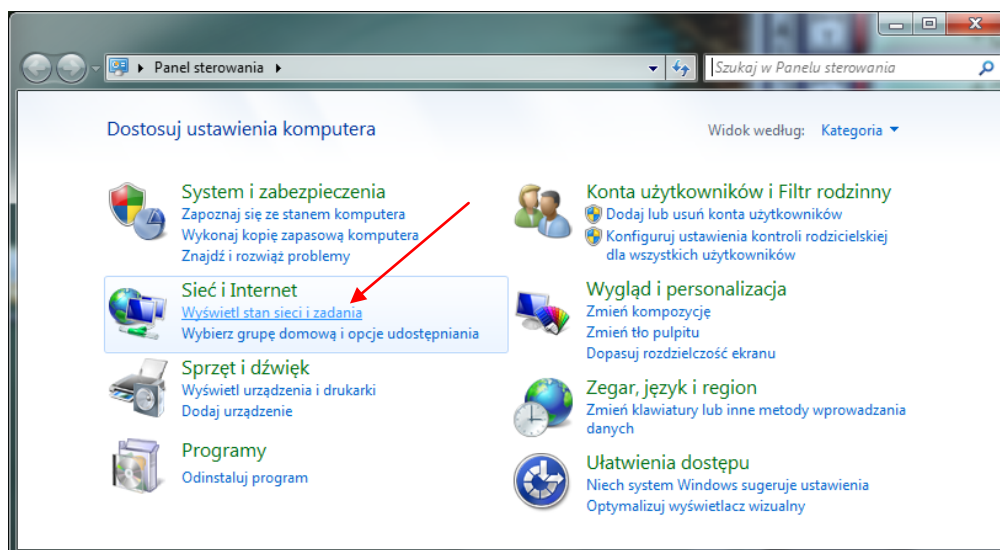 Panel sterowania
Szukaj w Panelu sterowania
Dostosuj ustawienia komputera
Widok według: Kategoria
System i zabezpieczenia
Zapoznaj się ze stanem komputera
Wykonaj kopię zapasową komputera
Znajdź i rozwiąż problemy
Sieć i Internet
Wyświetl stan sieci i zadania
Wybierz grupę domową i opcje udostępniania
Sprzęt i dźwięk
Wyświetl urządzenia i drukarki
Dodaj urządzenie
Programy
Odinstaluj program
Konta użytkowników i Filtr rodzinny
Dodaj lub usuń konta użytkowników
Konfiguruj ustawienia kontroli rodzicielskiej
dla wszystkich użytkowników
Wygląd i personalizacja
Zmień kompozycję
Zmień tło pulpitu
Dopasuj rozdzielczość ekranu
Zegar, język i region
Zmień klawiatury lub inne metody wprowadzania
danych
Ułatwienia dostępu
Niech system Windows sugeruje ustawienia
Optymalizuj wyświetlacz wizualny